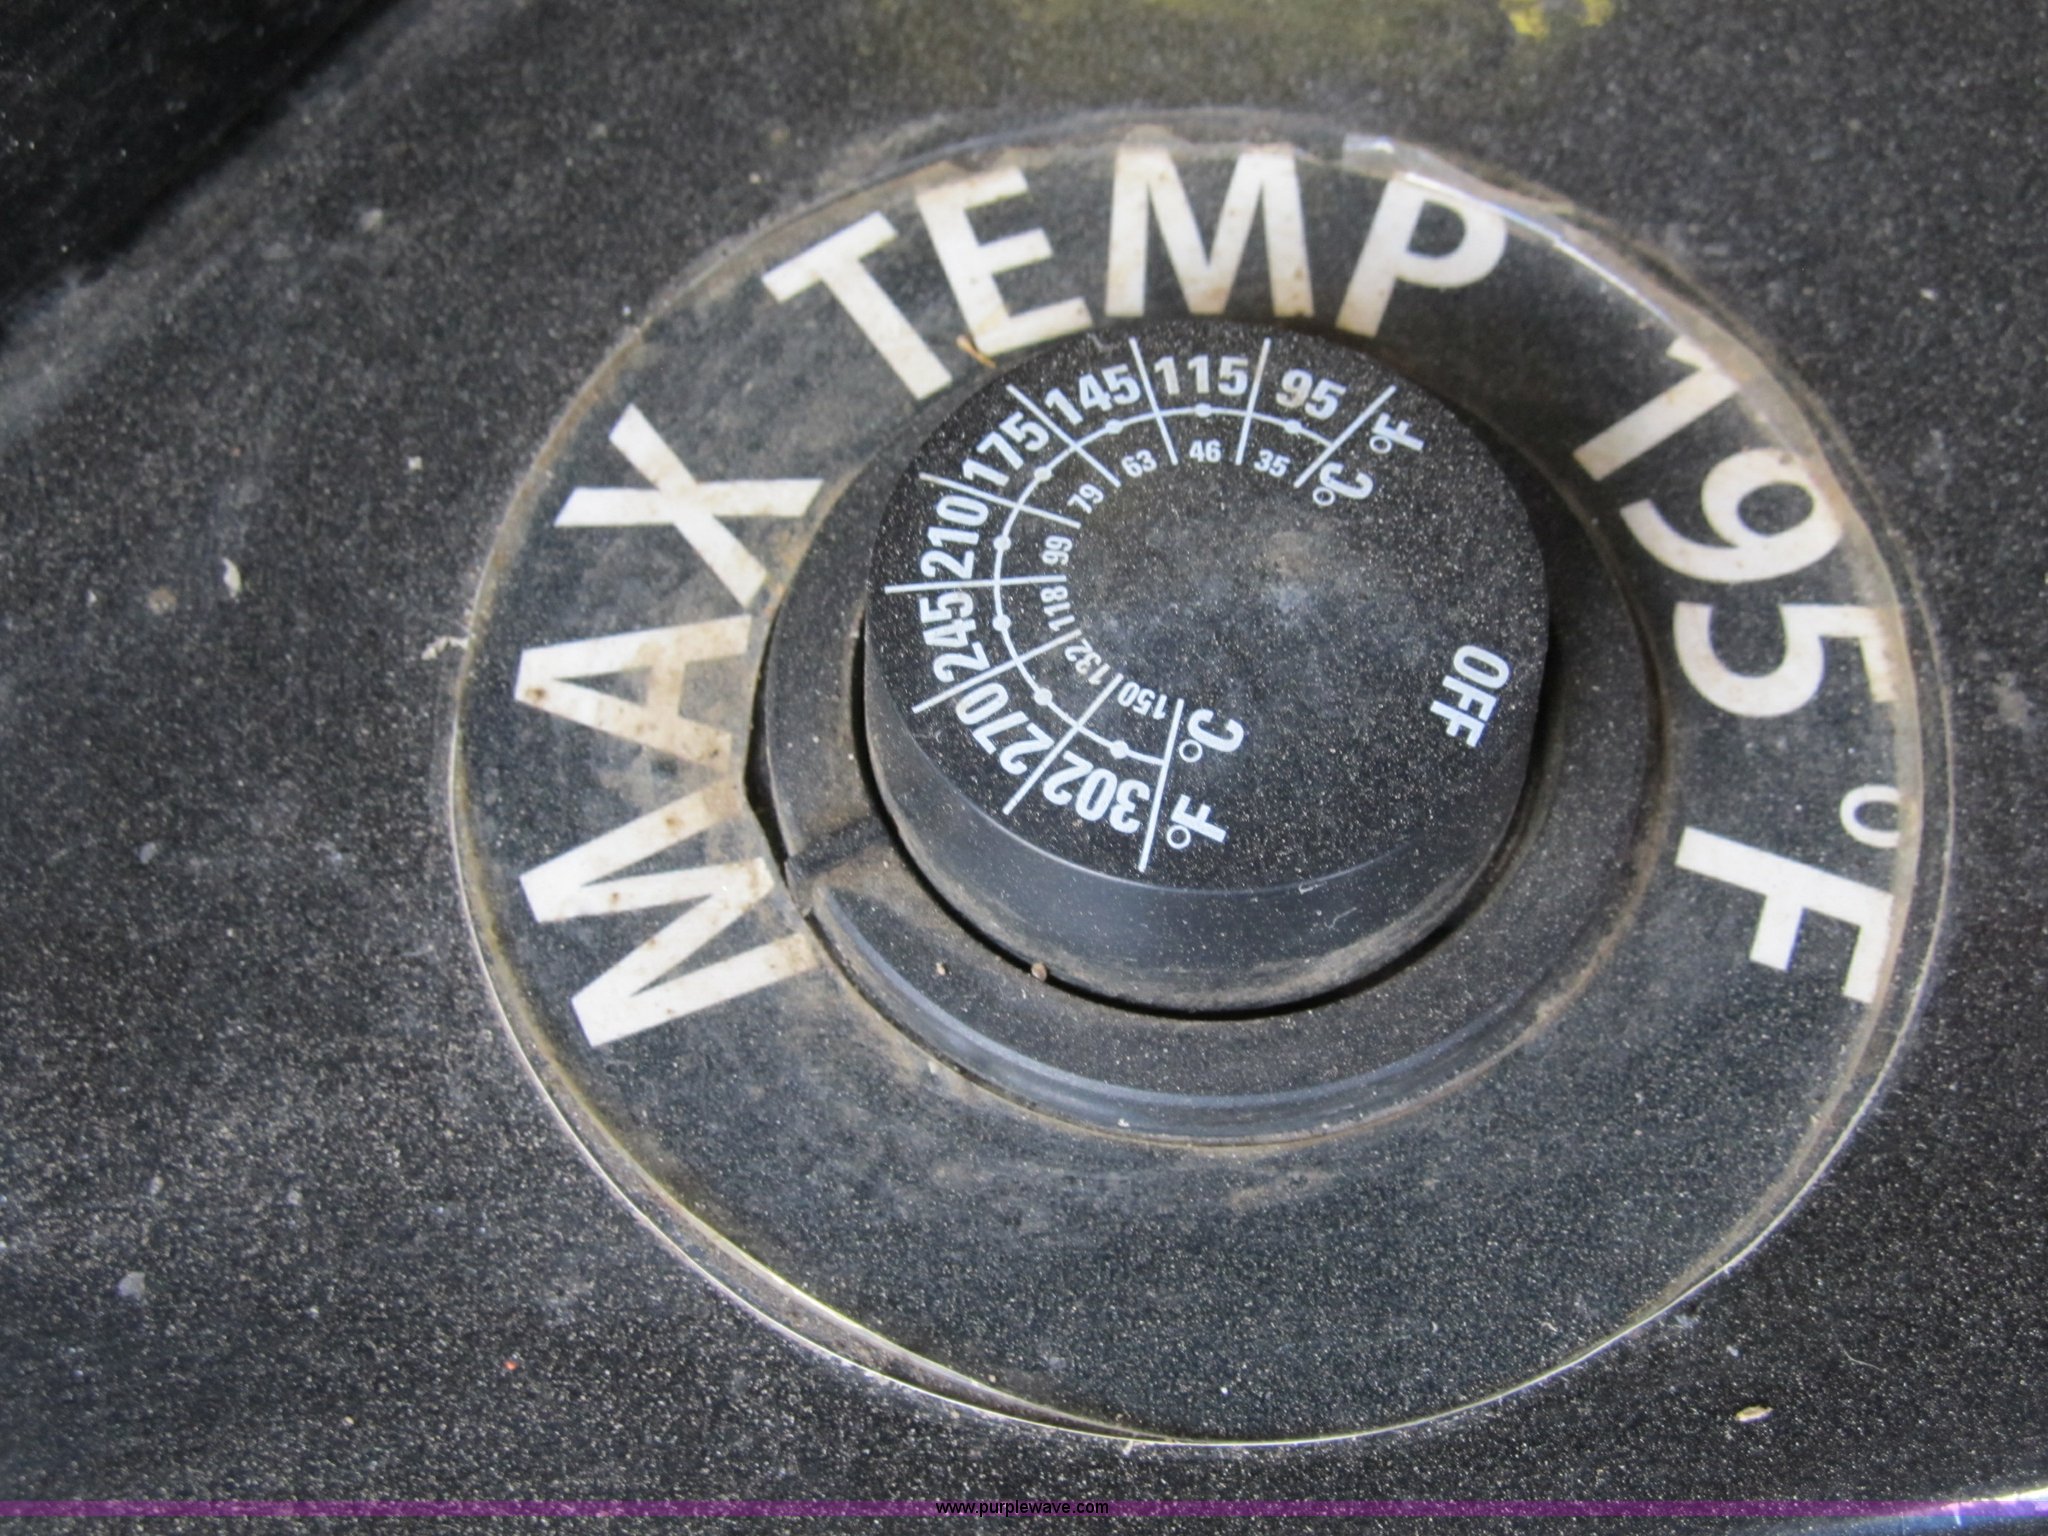 MAX TEMP 195°F
°F 95 115 145 175 210 245 270 302 °F
°C 35 46 63 79 99 118 132 150 °C
OFF
www.purplewave.com